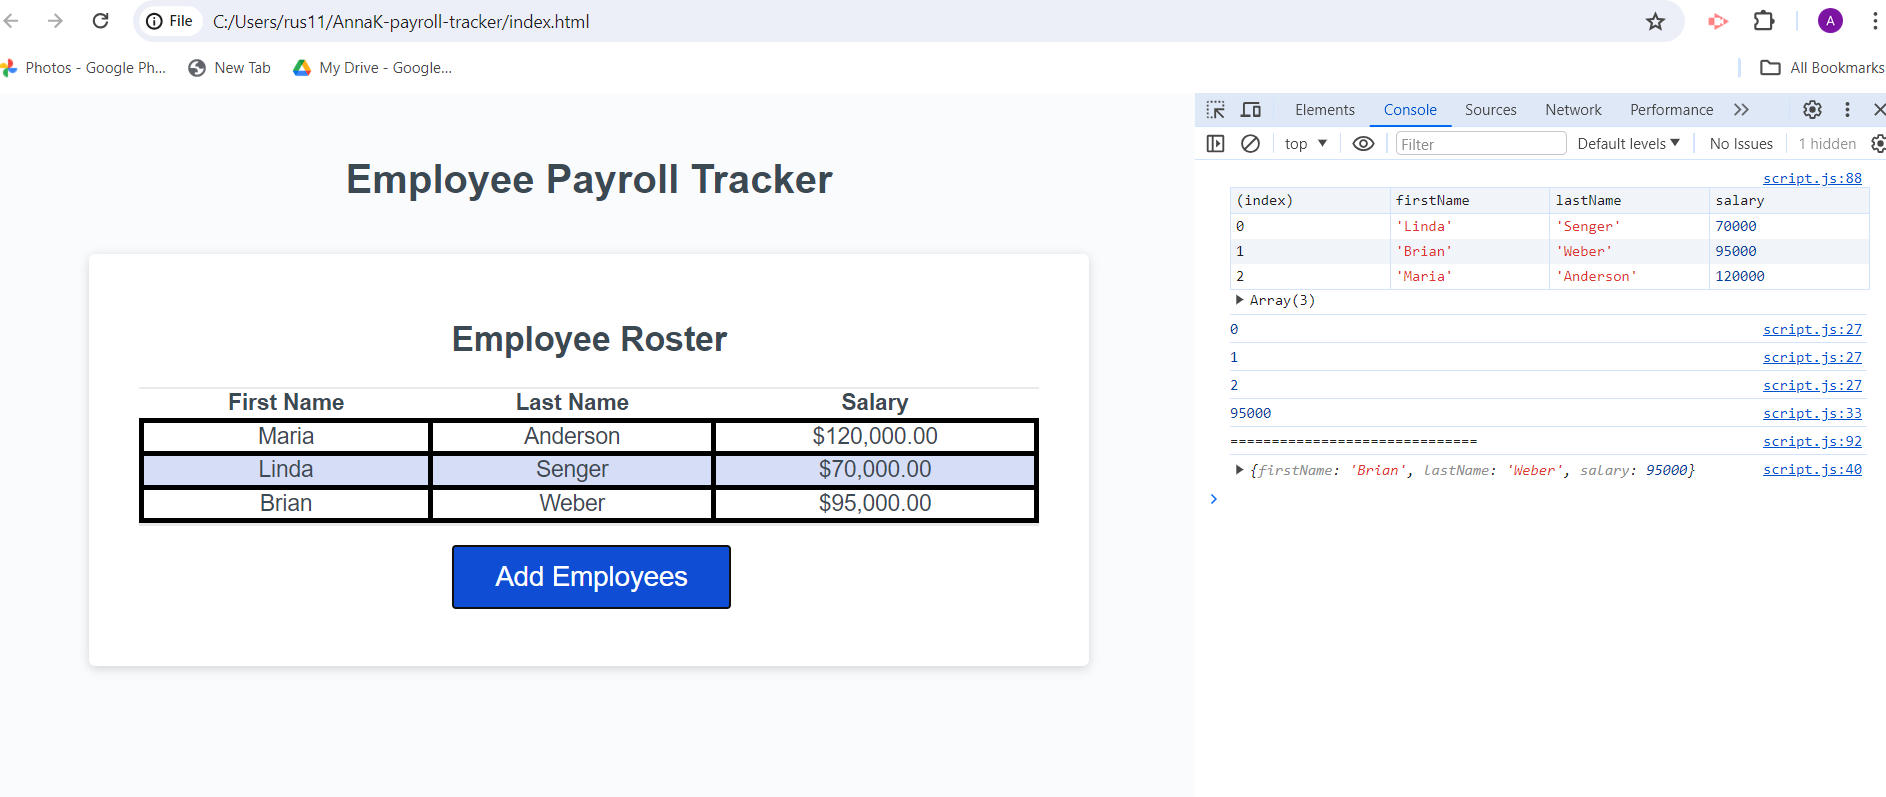 File C:/Users/rus11/AnnaK-payroll-tracker/index.html A
Photos - Google Ph... New Tab My Drive - Google... All Bookmarks
Employee Payroll Tracker
Employee Roster
First Name Last Name Salary
Maria Anderson $120,000.00
Linda Senger $70,000.00
Brian Weber $95,000.00
Add Employees
Elements Console Sources Network Performance
top Filter Default levels No Issues 1 hidden
script.js:88
(index) firstName lastName salary
0 'Linda' 'Senger' 70000
1 'Brian' 'Weber' 95000
2 'Maria' 'Anderson' 120000
Array(3)
0 script.js:27
1 script.js:27
2 script.js:27
95000 script.js:33
============================== script.js:92
{firstName: 'Brian', lastName: 'Weber', salary: 95000} script.js:40